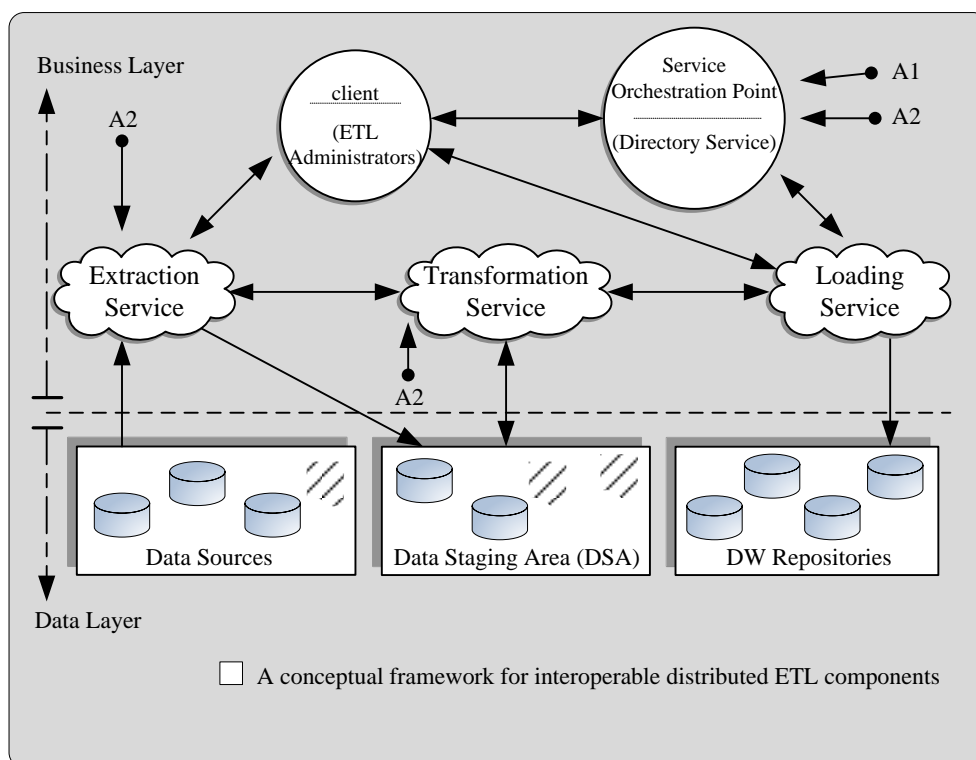 Business Layer
A2
client
(ETL
Administrators)
Service
Orchestration Point
(Directory Service)
A1
A2
Extraction
Service
Transformation
Service
Loading
Service
A2
Data Sources
Data Staging Area (DSA)
DW Repositories
Data Layer
A conceptual framework for interoperable distributed ETL components